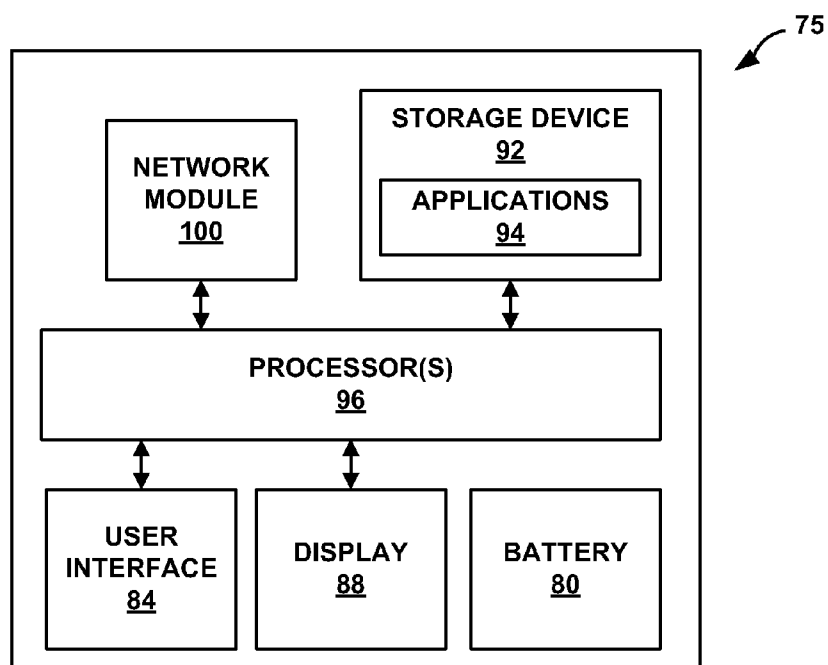 75
NETWORK
MODULE
100
STORAGE DEVICE
92
APPLICATIONS
94
PROCESSOR(S)
96
USER
INTERFACE
84
DISPLAY
88
BATTERY
80